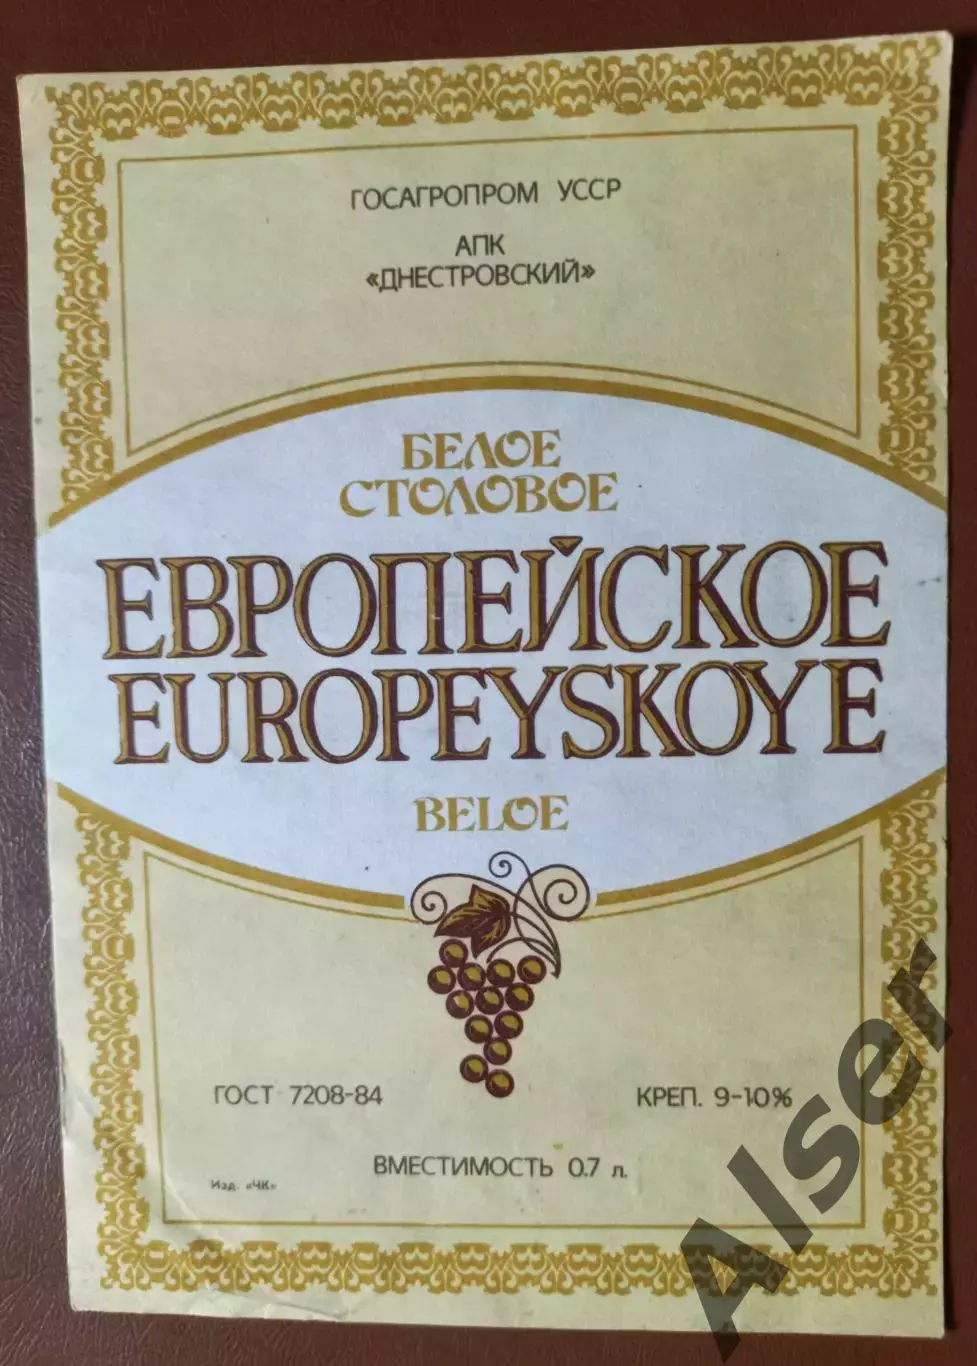 ГОСАГРОПРОМ УССР
АПК
«ДНЕСТРОВСКИЙ»
БЕЛОЕ
СТОЛОВОЕ
ЕВРОПЕЙСКОЕ
EUROPEYSKOYE
BELOE
ГОСТ 7208-84
КРЕП. 9-10%
ВМЕСТИМОСТЬ 0.7 л.
Изд. «ЧК»
Alser